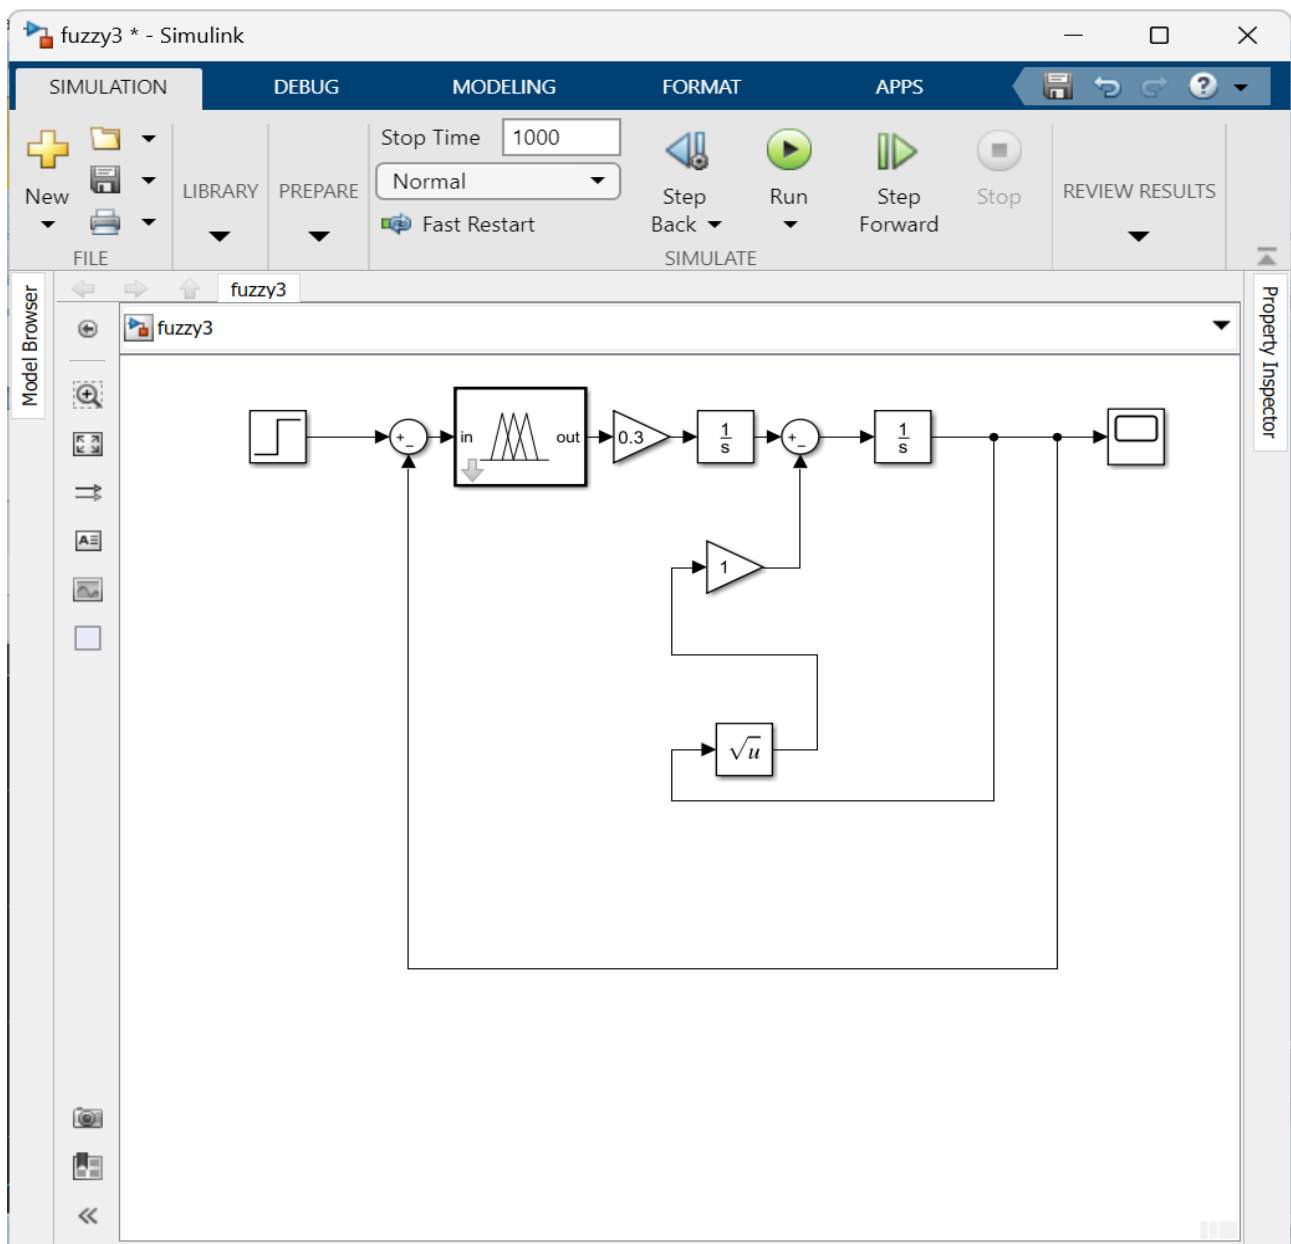 fuzzy3 * - Simulink
SIMULATION DEBUG MODELING FORMAT APPS
Stop Time 1000
Normal
Fast Restart
New
LIBRARY
PREPARE
Step Back
Run
Step Forward
Stop
REVIEW RESULTS
FILE
SIMULATE
Model Browser
fuzzy3
fuzzy3
Property Inspector
+ −
in out
0.3
1/s
+ −
1/s
1
√u